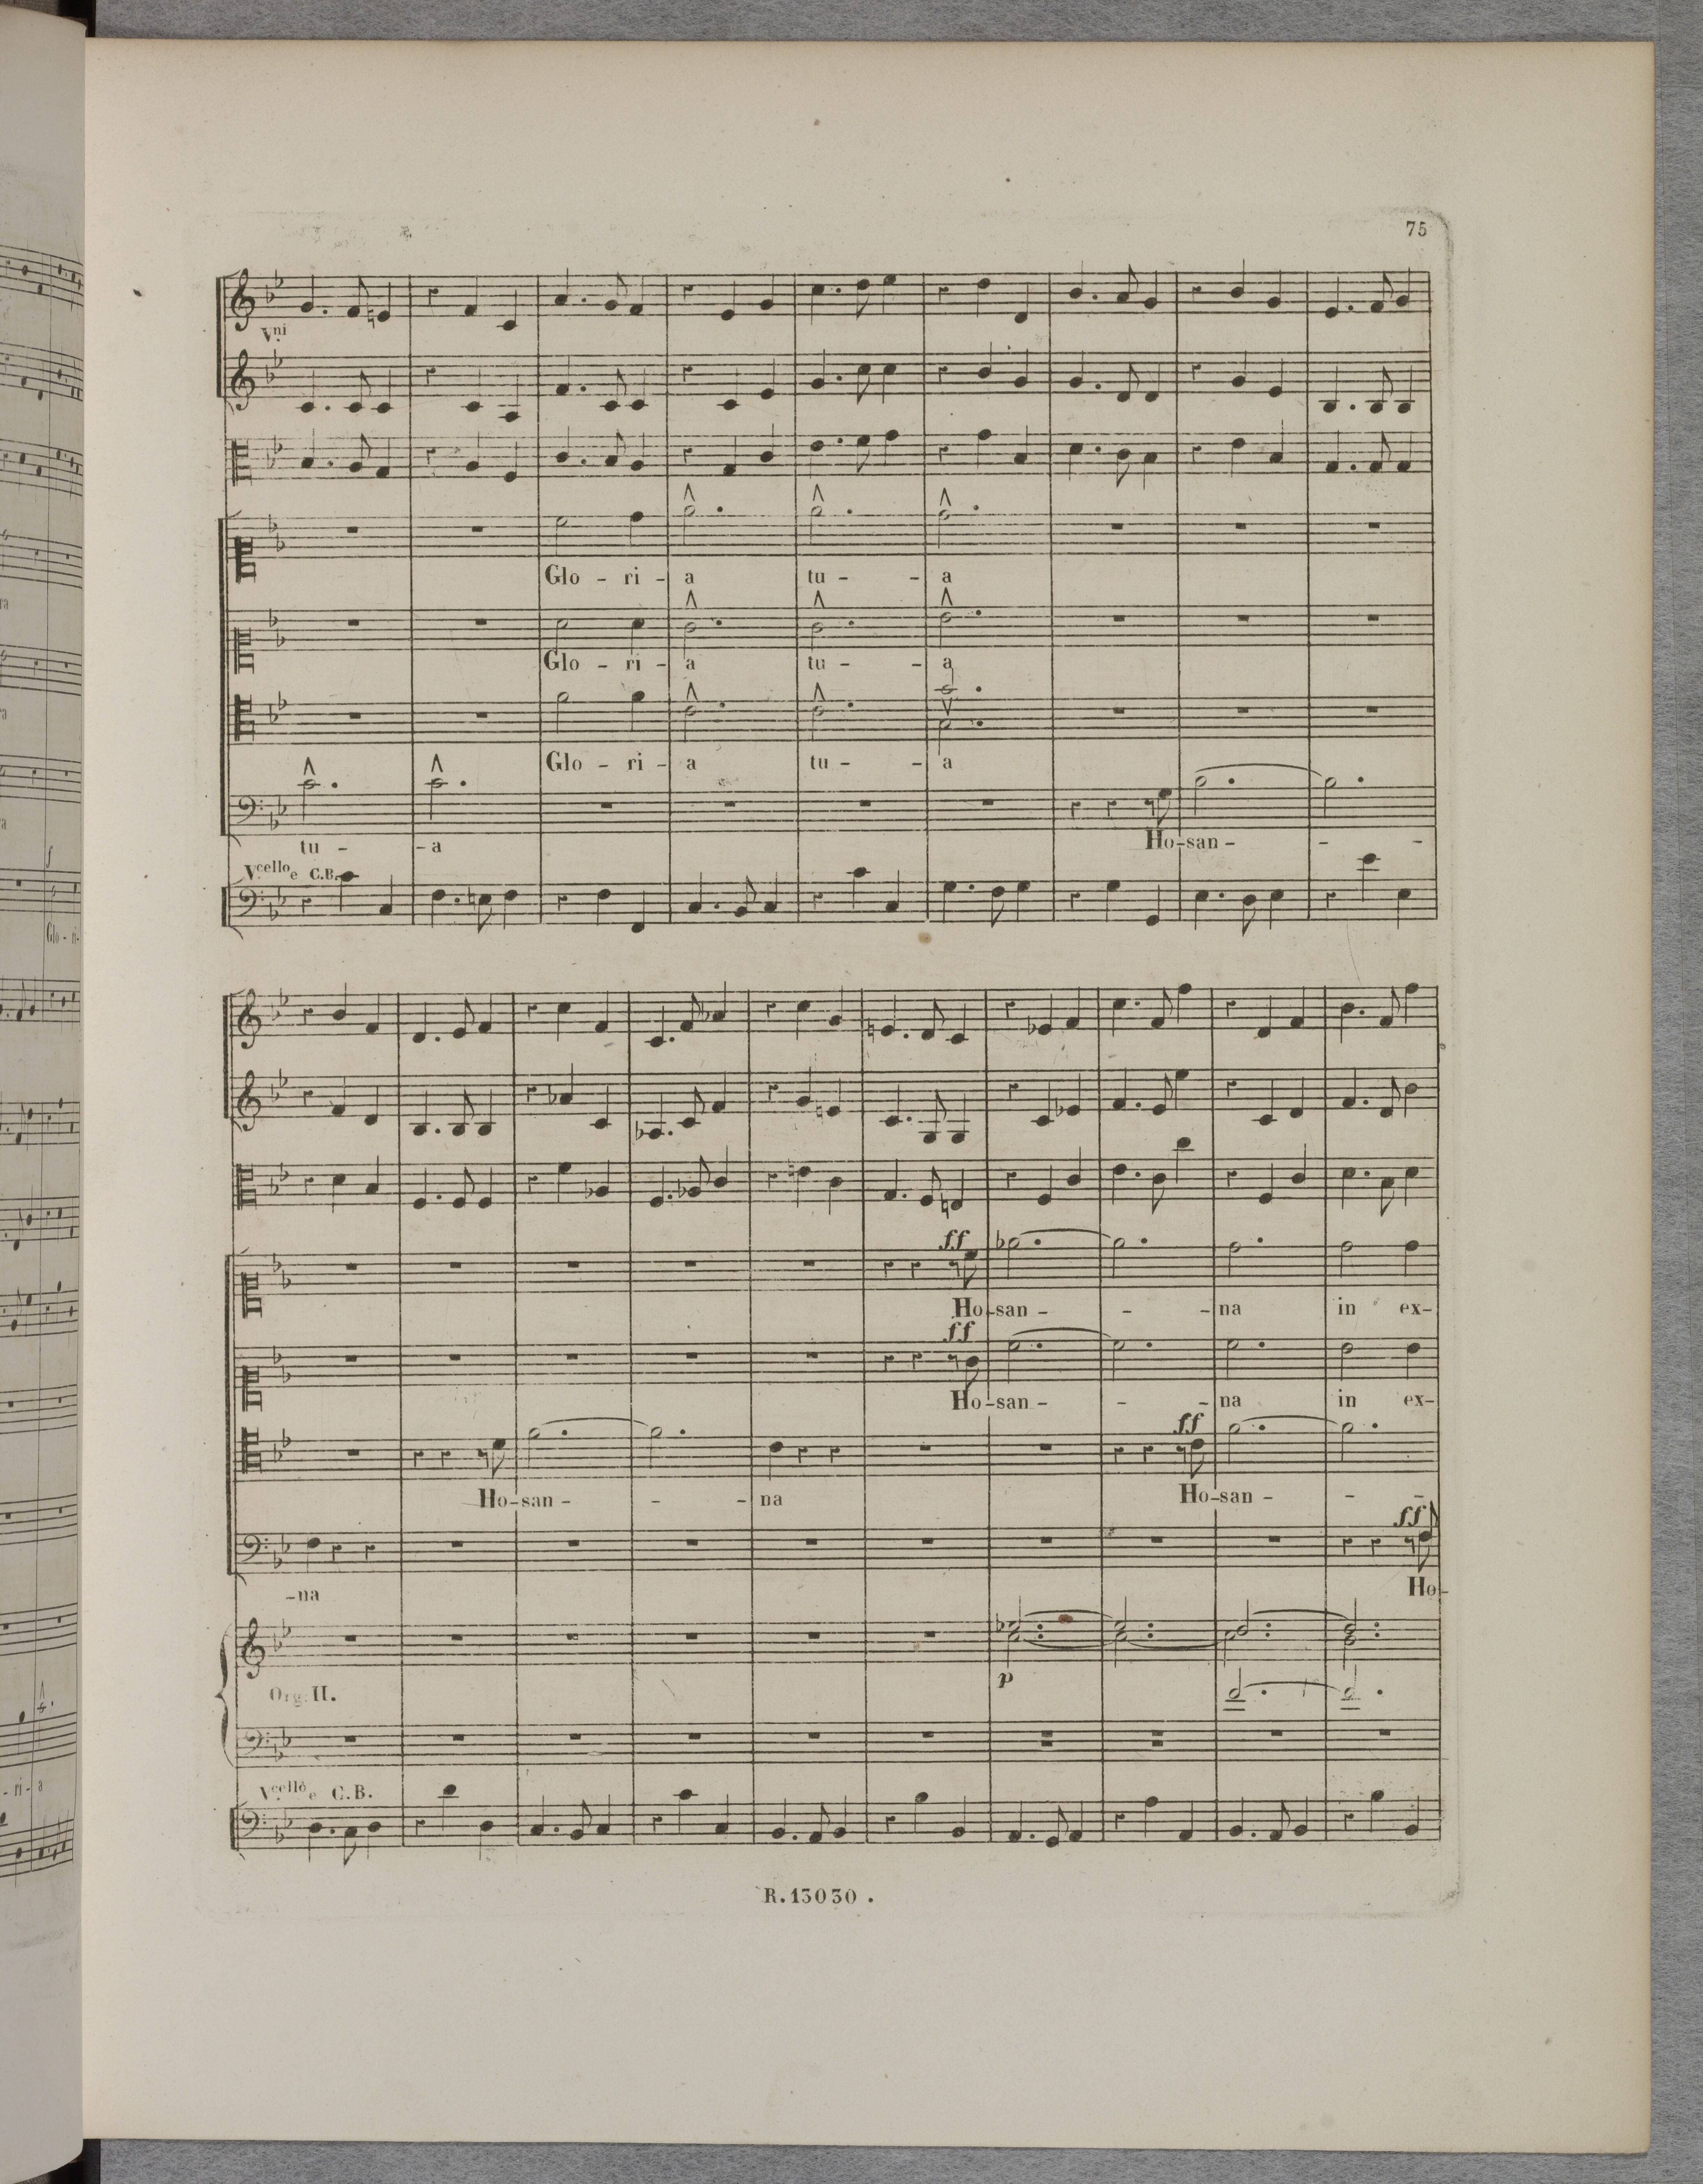 75
Vni
Glo - ri - a tu - - a
Glo - ri - a tu - - a
Glo - ri - a tu - - a
tu - - a Ho-san - - -
Vcello e C.B.
ff
Ho-san - - - na in ex-
ff
Ho-san - - - na in ex-
ff
Ho-san - - - na Ho-san - - -
ff
-na Ho-
p
Org: II.
Vcello e C.B.
R.13030.